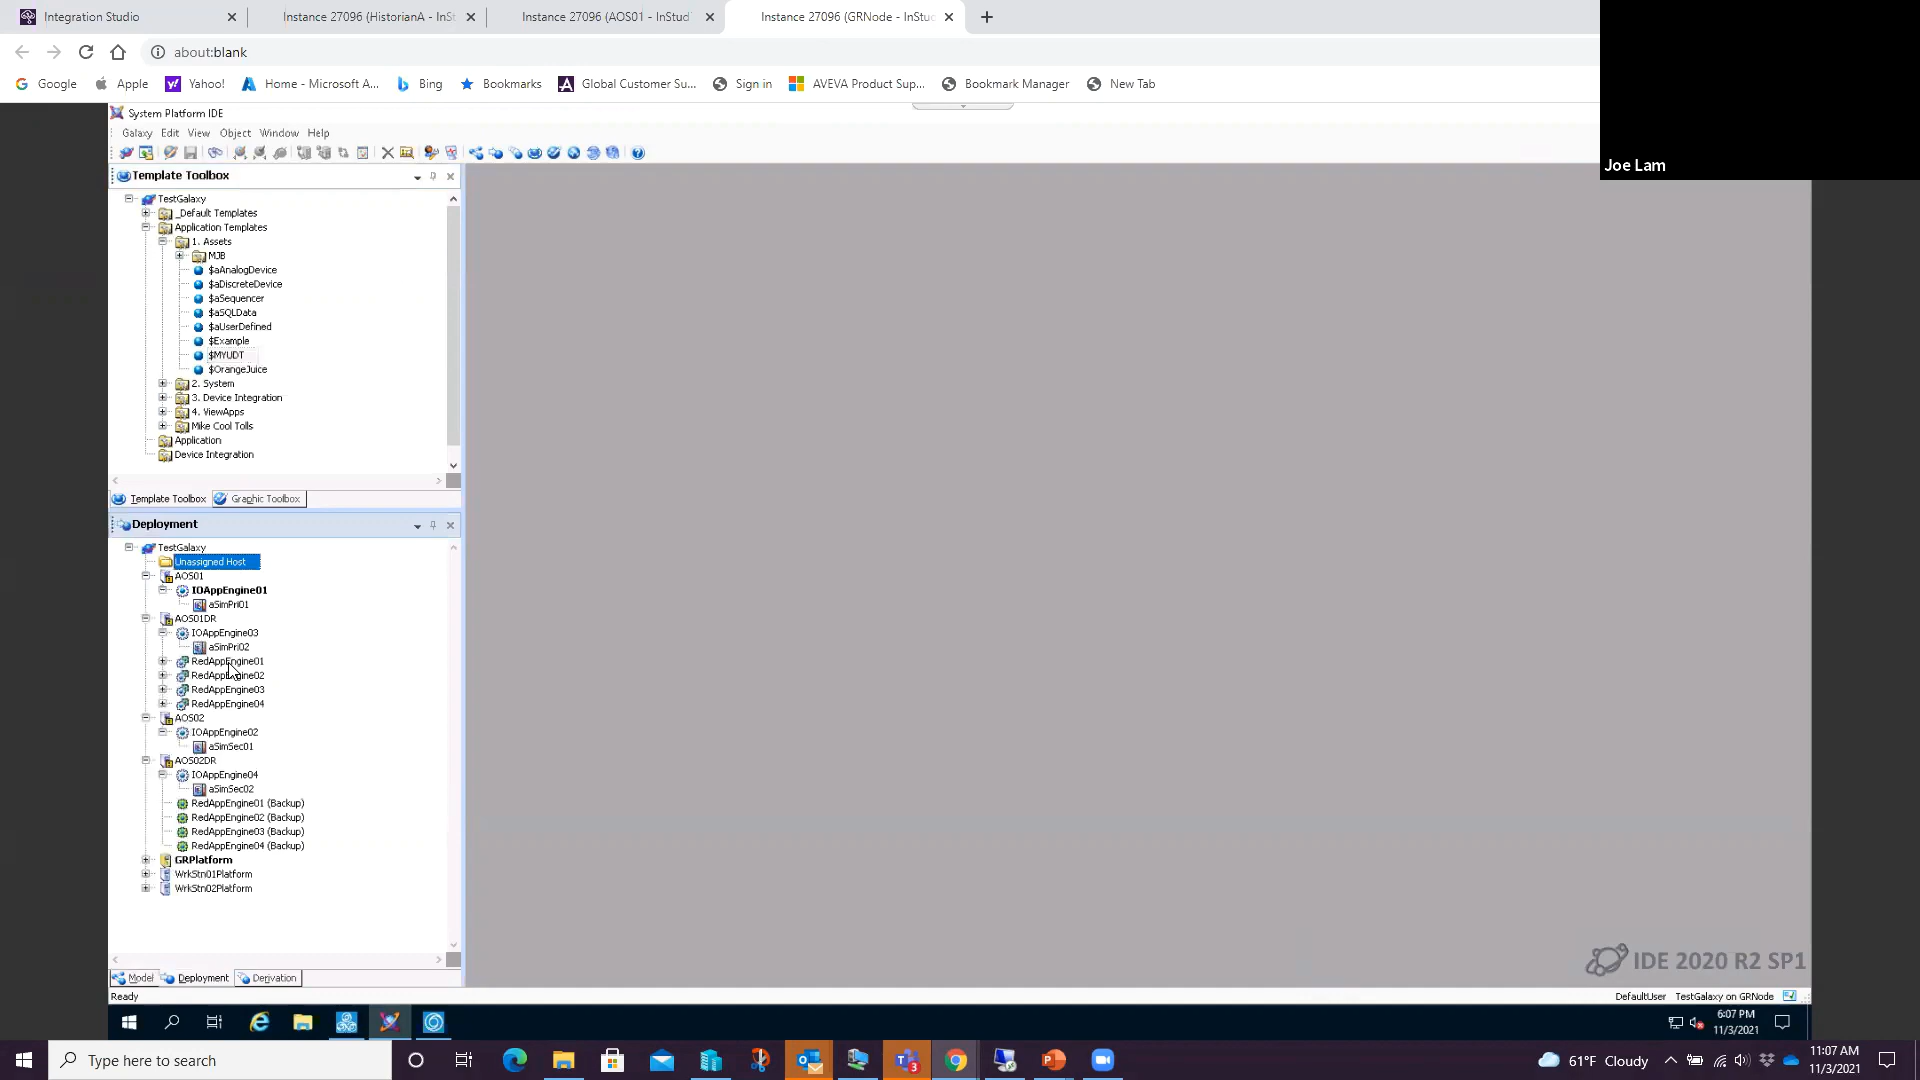 Integration Studio
Instance 27096 (HistorianA - InSt
Instance 27096 (AOS01 - InStudi
Instance 27096 (GRNode - InStuc
about:blank
Google
Apple
Yahoo!
Home - Microsoft A...
Bing
Bookmarks
Global Customer Su...
Sign in
AVEVA Product Sup...
Bookmark Manager
New Tab
Joe Lam
System Platform IDE
Galaxy Edit View Object Window Help
Template Toolbox
TestGalaxy
_Default Templates
Application Templates
1. Assets
MJB
$aAnalogDevice
$aDiscreteDevice
$aSequencer
$aSQLData
$aUserDefined
$Example
$MYUDT
$OrangeJuice
2. System
3. Device Integration
4. ViewApps
Mike Cool Tolls
Application
Device Integration
Template Toolbox Graphic Toolbox
Deployment
TestGalaxy
Unassigned Host
AOS01
IOAppEngine01
aSimPri01
AOS01DR
IOAppEngine03
aSimPri02
RedAppEngine01
RedAppEngine02
RedAppEngine03
RedAppEngine04
AOS02
IOAppEngine02
aSimSec01
AOS02DR
IOAppEngine04
aSimSec02
RedAppEngine01 (Backup)
RedAppEngine02 (Backup)
RedAppEngine03 (Backup)
RedAppEngine04 (Backup)
GRPlatform
WrkStn01Platform
WrkStn02Platform
Model Deployment Derivation
IDE 2020 R2 SP1
Ready
DefaultUser TestGalaxy on GRNode
6:07 PM
11/3/2021
Type here to search
3
61°F Cloudy
11:07 AM
11/3/2021